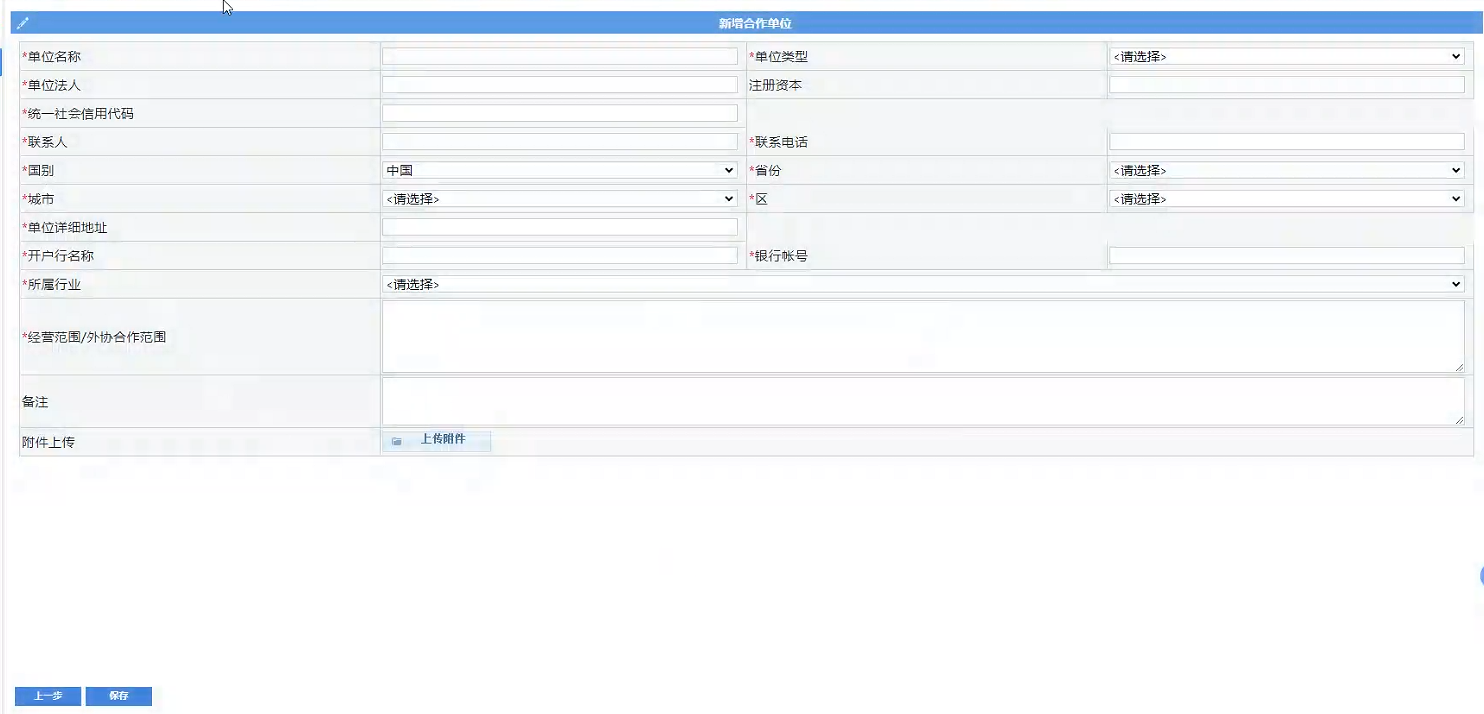 新增合作单位
*单位名称 *单位类型 <请选择>
*单位法人 注册资本
*统一社会信用代码
*联系人 *联系电话
*国别 中国 *省份 <请选择>
*城市 <请选择> *区 <请选择>
*单位详细地址
*开户行名称 *银行帐号
*所属行业 <请选择>
*经营范围/外协合作范围
备注
附件上传 上传附件
上一步 保存